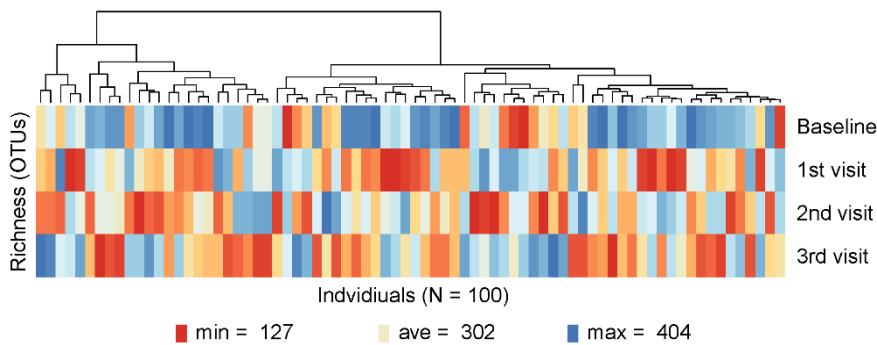 Richness (OTUs)
Baseline
1st visit
2nd visit
3rd visit
Indvidiuals (N = 100)
min = 127
ave = 302
max = 404